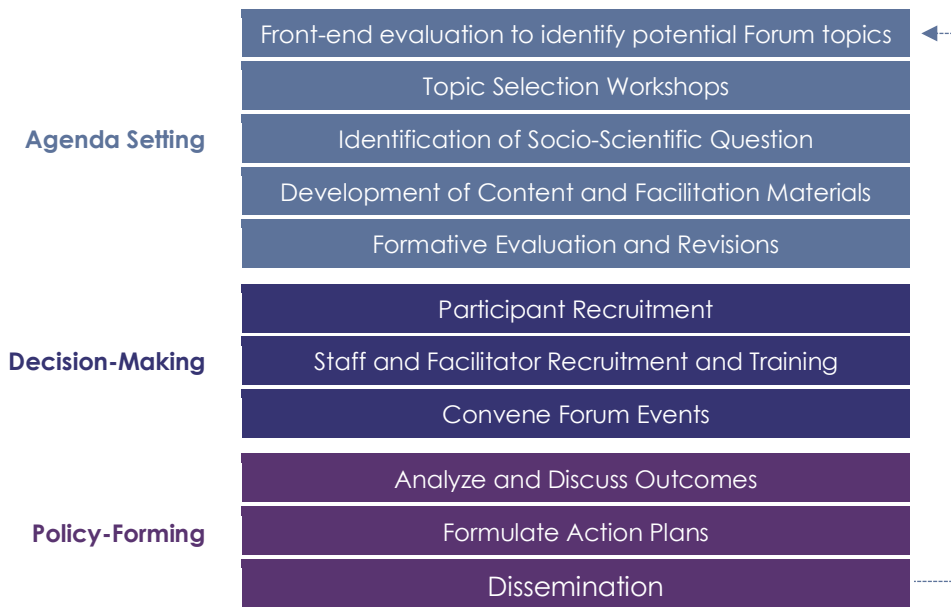 Front-end evaluation to identify potential Forum topics
Topic Selection Workshops
Agenda Setting
Identification of Socio-Scientific Question
Development of Content and Facilitation Materials
Formative Evaluation and Revisions
Participant Recruitment
Decision-Making
Staff and Facilitator Recruitment and Training
Convene Forum Events
Analyze and Discuss Outcomes
Policy-Forming
Formulate Action Plans
Dissemination